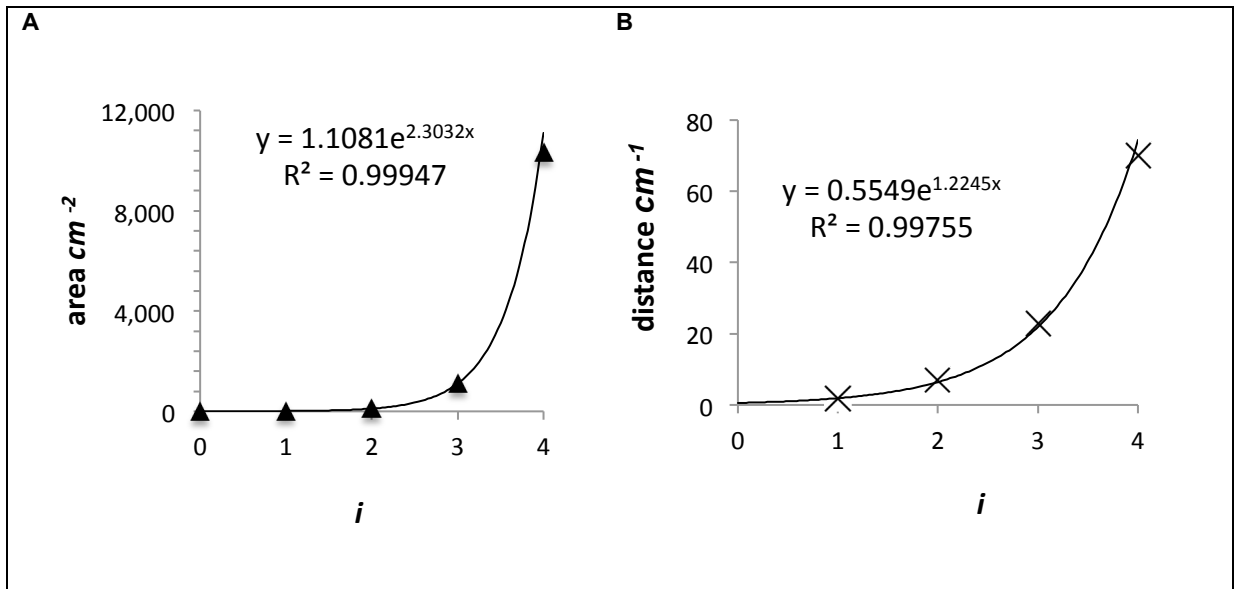 A
12,000
8,000
4,000
0
area cm⁻²
y = 1.1081e^2.3032x
R² = 0.99947
0 1 2 3 4
i
B
80
60
40
20
0
distance cm⁻¹
y = 0.5549e^1.2245x
R² = 0.99755
0 1 2 3 4
i